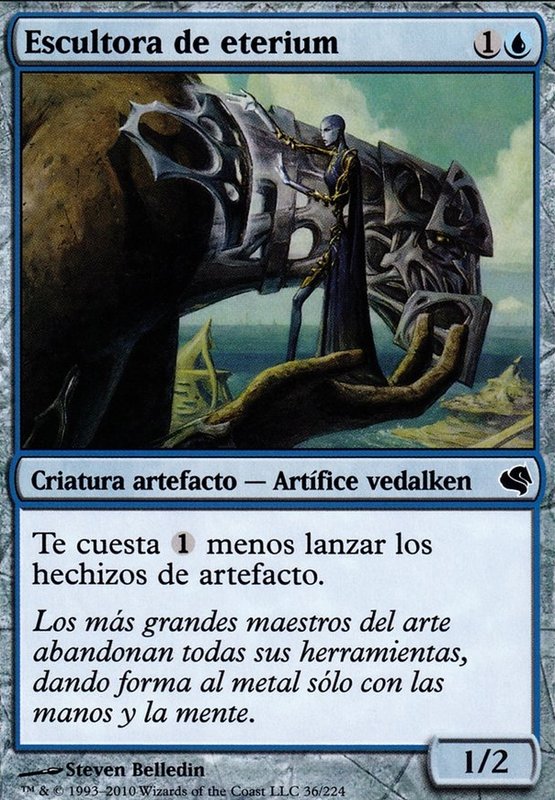 Escultora de eterium 1
Criatura artefacto — Artífice vedalken
Te cuesta 1 menos lanzar los
hechizos de artefacto.
Los más grandes maestros del arte
abandonan todas sus herramientas,
dando forma al metal sólo con las
manos y la mente.
1/2
Steven Belledin
™ & © 1993–2010 Wizards of the Coast LLC 36/224